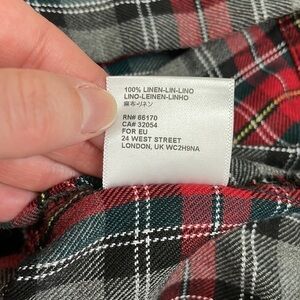 100% LINEN-LIN-LINO
LINO-LEINEN-LINHO
麻布・リネン
RN# 66170
CA# 32054
FOR EU
24 WEST STREET
LONDON, UK WC2H9NA